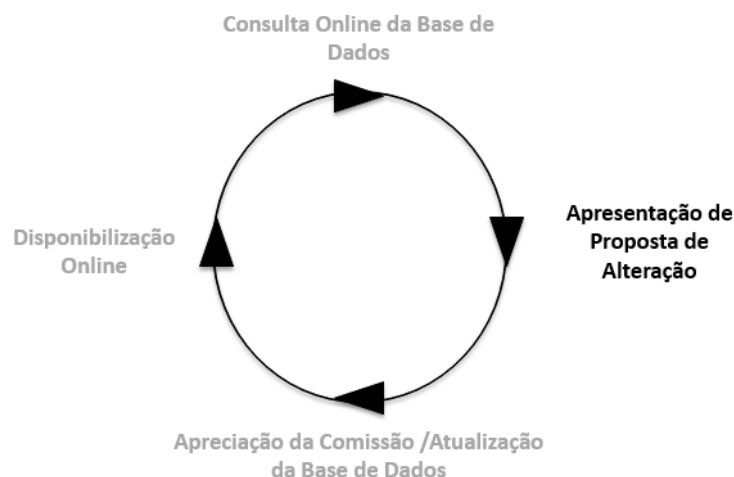 Consulta Online da Base de
Dados
Apresentação de
Proposta de
Alteração
Disponibilização
Online
Apreciação da Comissão /Atualização
da Base de Dados